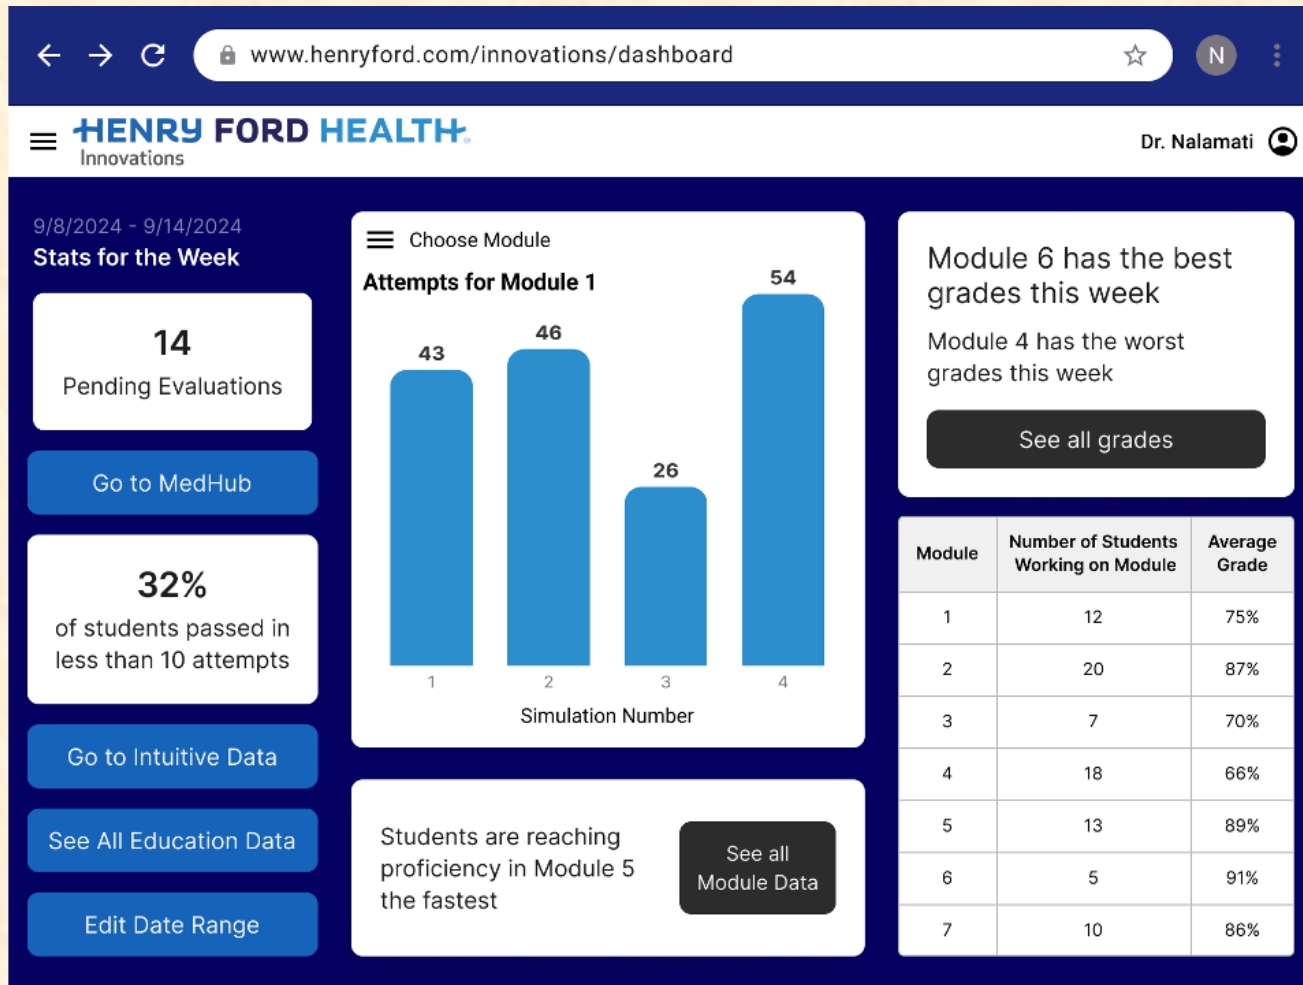 www.henryford.com/innovations/dashboard
N
HENRY FORD HEALTH
Innovations
Dr. Nalamati
9/8/2024 - 9/14/2024
Stats for the Week
14
Pending Evaluations
Go to MedHub
32%
of students passed in
less than 10 attempts
Go to Intuitive Data
See All Education Data
Edit Date Range
Choose Module
Attempts for Module 1
43
46
26
54
1
2
3
4
Simulation Number
Students are reaching
proficiency in Module 5
the fastest
See all
Module Data
Module 6 has the best
grades this week
Module 4 has the worst
grades this week
See all grades
Module
Number of Students
Working on Module
Average
Grade
1 12 75%
2 20 87%
3 7 70%
4 18 66%
5 13 89%
6 5 91%
7 10 86%